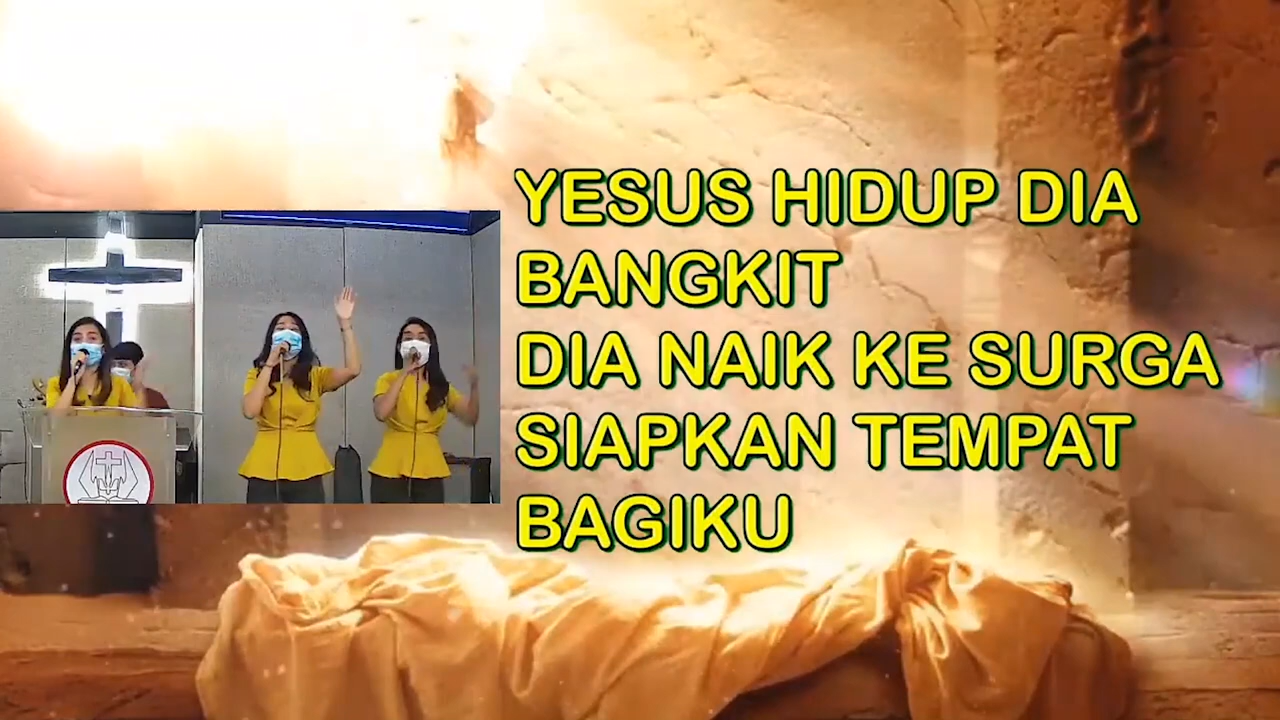 YESUS HIDUP DIA
BANGKIT
DIA NAIK KE SURGA
SIAPKAN TEMPAT
BAGIKU